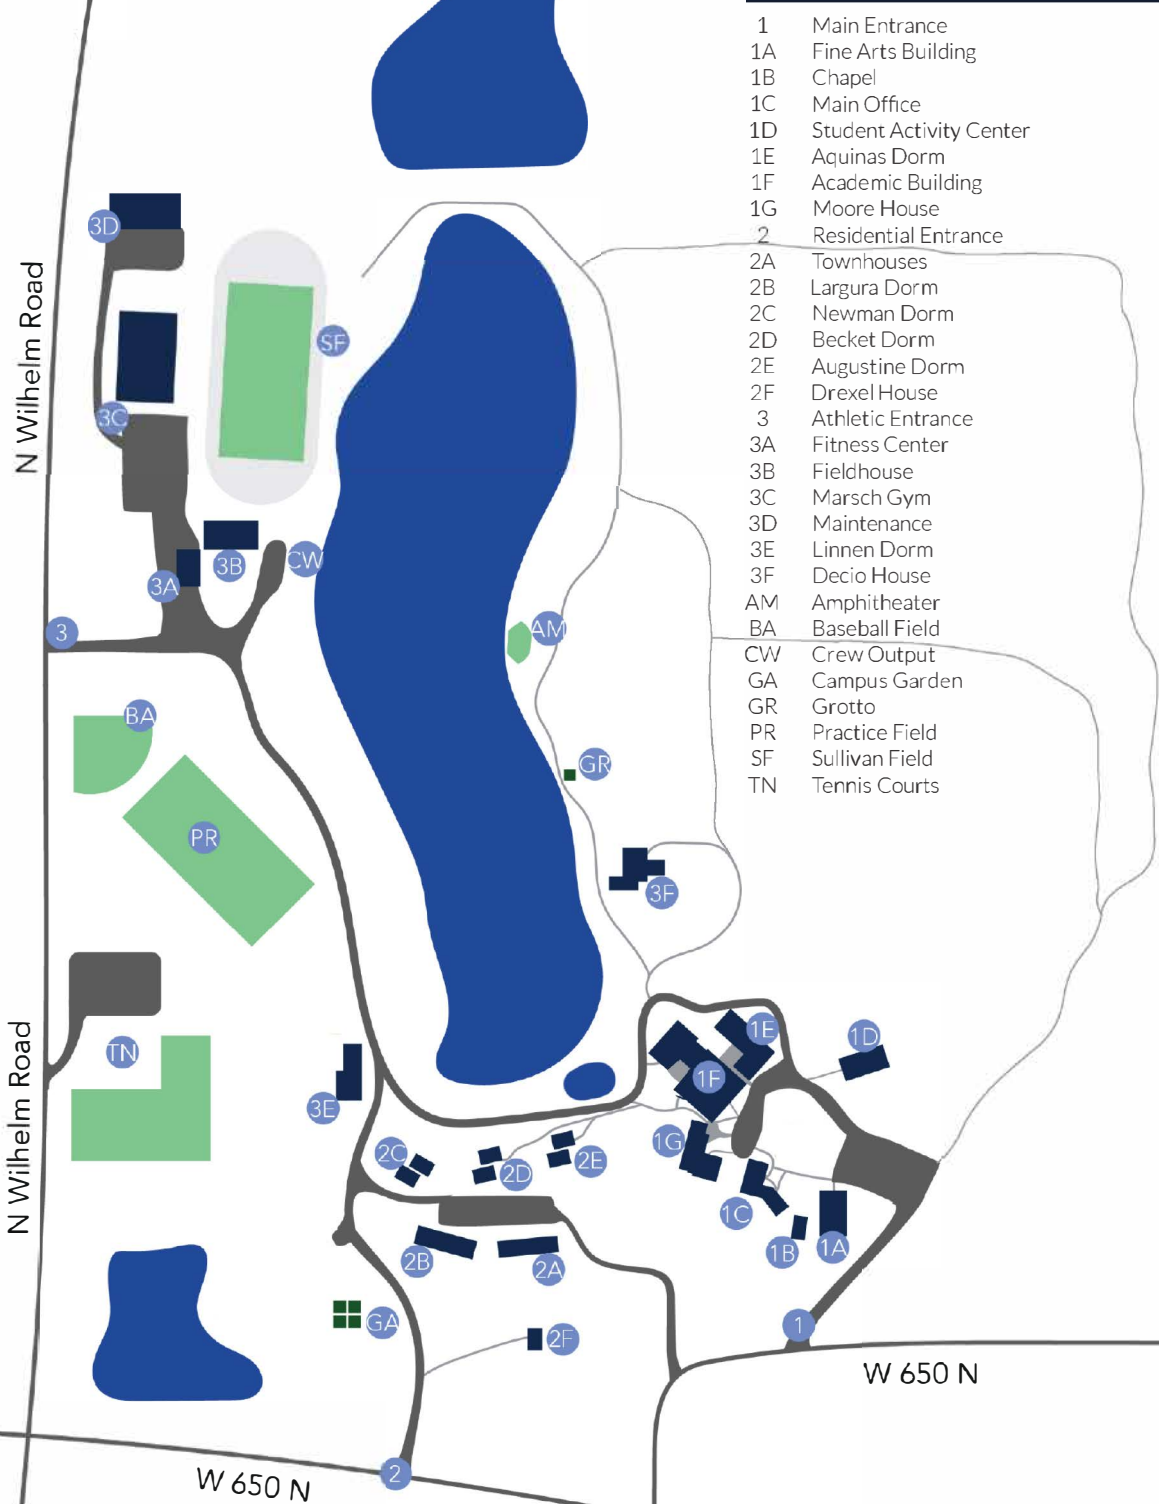 1 Main Entrance
1A Fine Arts Building
1B Chapel
1C Main Office
1D Student Activity Center
1E Aquinas Dorm
1F Academic Building
1G Moore House
2 Residential Entrance
2A Townhouses
2B Largura Dorm
2C Newman Dorm
2D Becket Dorm
2E Augustine Dorm
2F Drexel House
3 Athletic Entrance
3A Fitness Center
3B Fieldhouse
3C Marsch Gym
3D Maintenance
3E Linnen Dorm
3F Decio House
AM Amphitheater
BA Baseball Field
CW Crew Output
GA Campus Garden
GR Grotto
PR Practice Field
SF Sullivan Field
TN Tennis Courts
3D
N Wilhelm Road
SF
3C
3B
CW
3A
3
AM
BA
GR
PR
3F
N Wilhelm Road
TN
1E
1D
1F
3E
1G
2C
2D
2E
1C
1B
1A
2B
2A
GA
2F
1
W 650 N
2
W 650 N